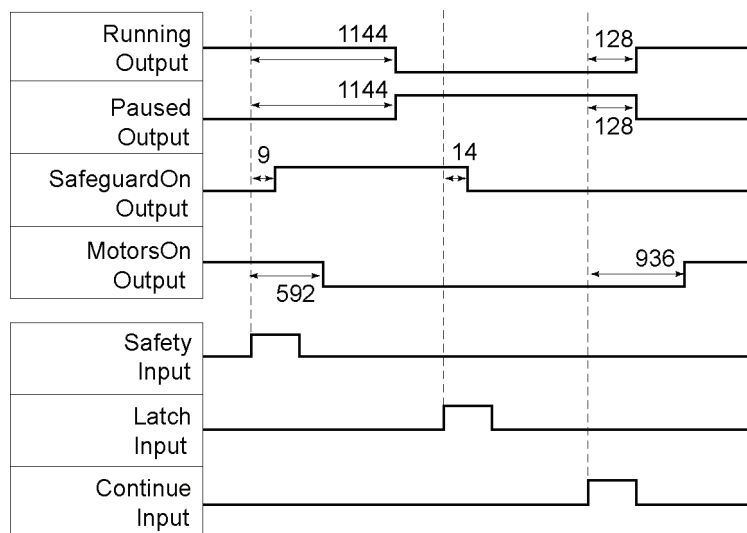 Running
Output
1144
128
Paused
Output
1144
128
SafeguardOn
Output
9
14
MotorsOn
Output
592
936
Safety
Input
Latch
Input
Continue
Input